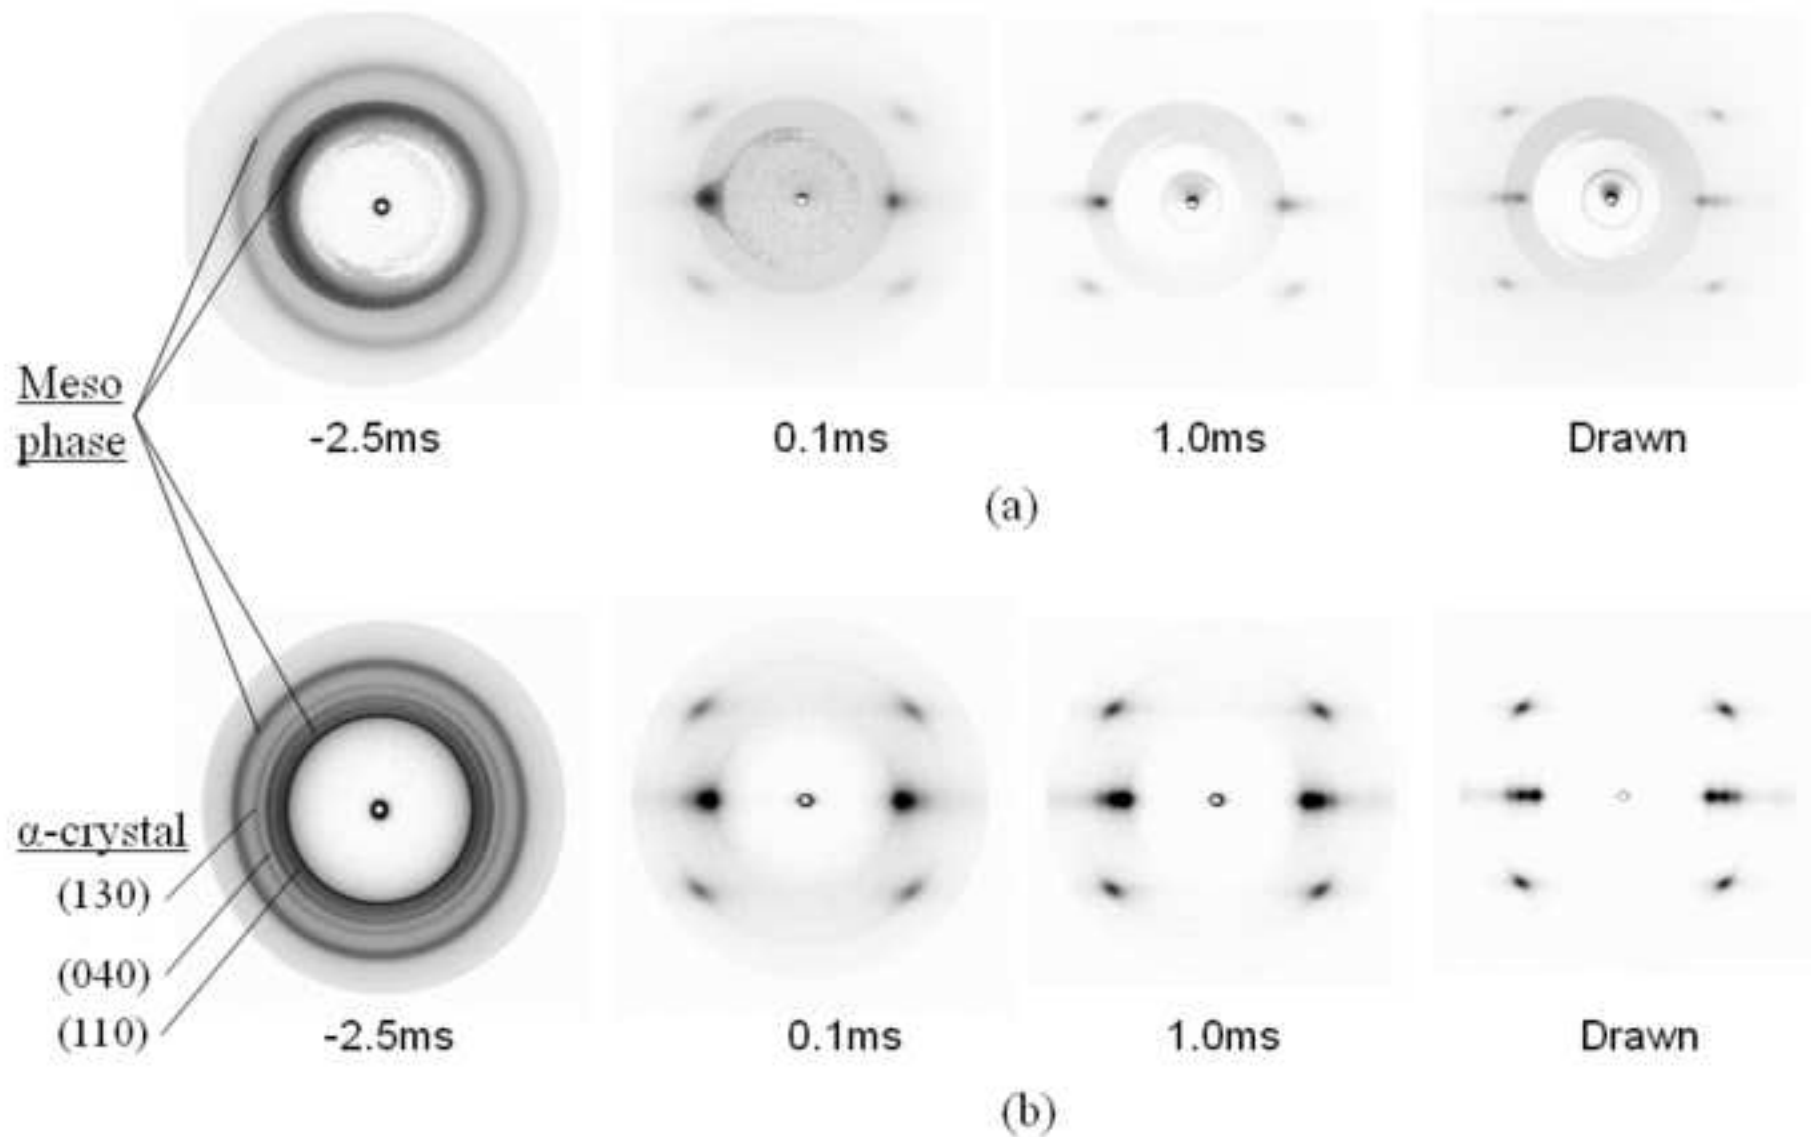 Meso
phase
-2.5ms
0.1ms
1.0ms
Drawn
(a)
α-crystal
(130)
(040)
(110)
-2.5ms
0.1ms
1.0ms
Drawn
(b)